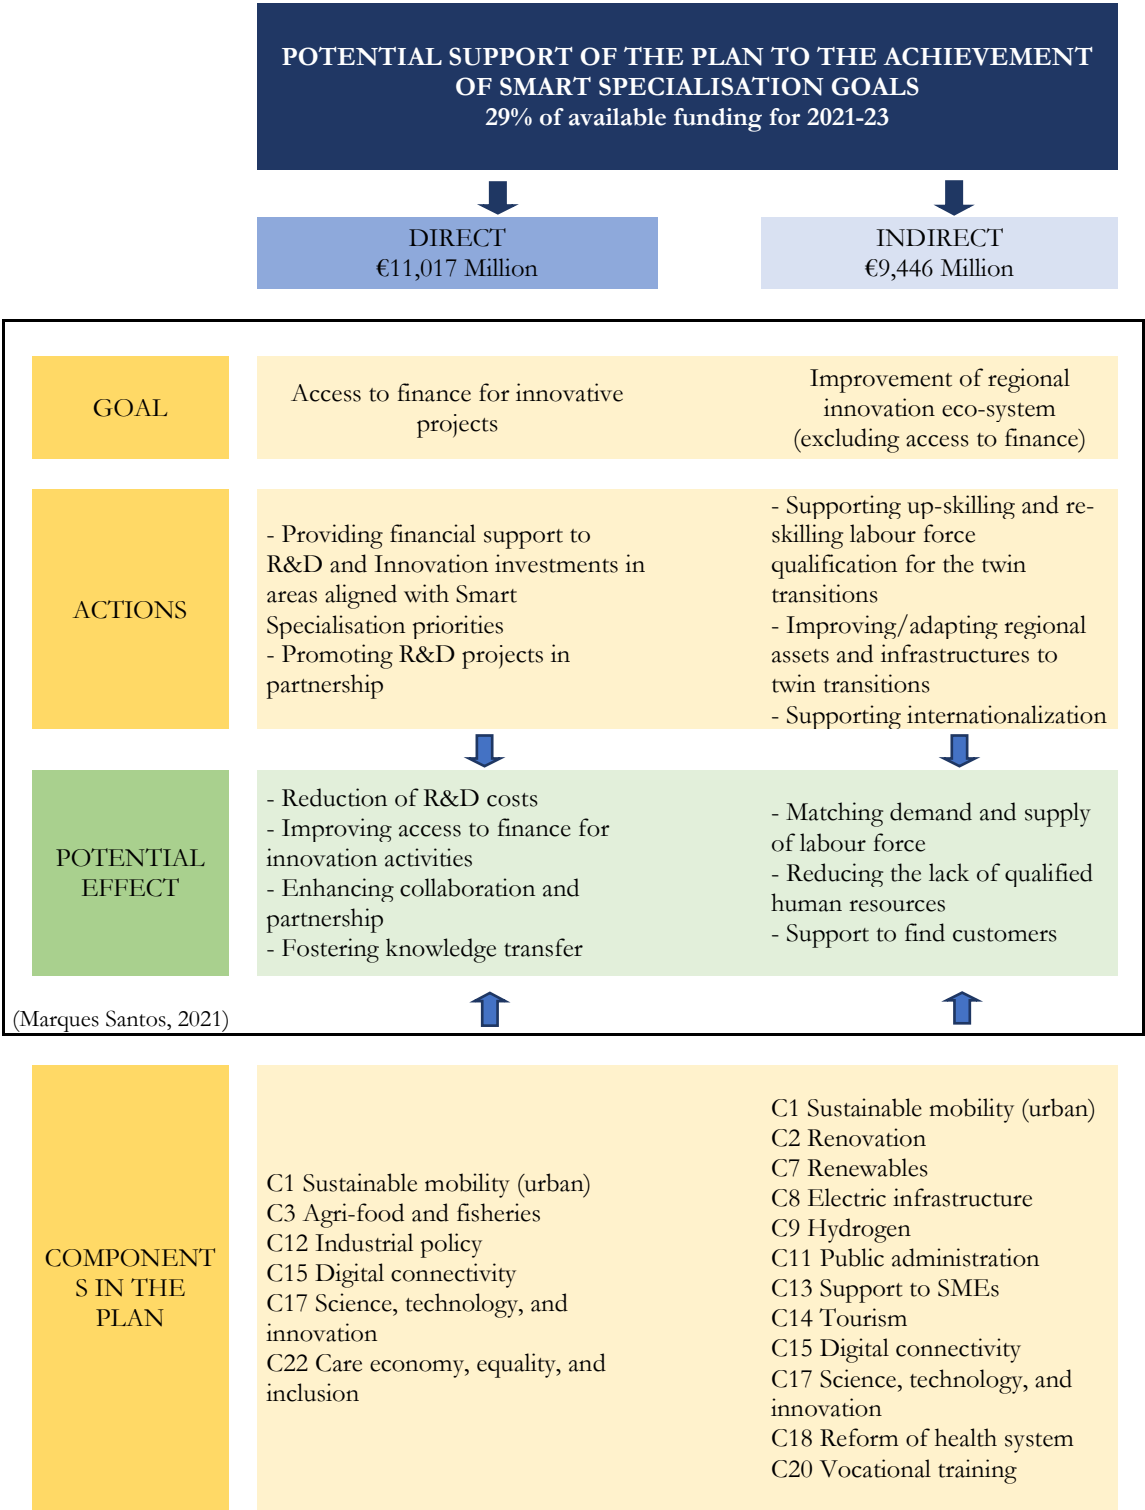 POTENTIAL SUPPORT OF THE PLAN TO THE ACHIEVEMENT
OF SMART SPECIALISATION GOALS
29% of available funding for 2021-23
DIRECT
€11,017 Million
INDIRECT
€9,446 Million
GOAL
Access to finance for innovative
projects
Improvement of regional
innovation eco-system
(excluding access to finance)
ACTIONS
- Providing financial support to
R&D and Innovation investments in
areas aligned with Smart
Specialisation priorities
- Promoting R&D projects in
partnership
- Supporting up-skilling and re-
skilling labour force
qualification for the twin
transitions
- Improving/adapting regional
assets and infrastructures to
twin transitions
- Supporting internationalization
POTENTIAL
EFFECT
- Reduction of R&D costs
- Improving access to finance for
innovation activities
- Enhancing collaboration and
partnership
- Fostering knowledge transfer
- Matching demand and supply
of labour force
- Reducing the lack of qualified
human resources
- Support to find customers
(Marques Santos, 2021)
COMPONENT
S IN THE
PLAN
C1 Sustainable mobility (urban)
C3 Agri-food and fisheries
C12 Industrial policy
C15 Digital connectivity
C17 Science, technology, and
innovation
C22 Care economy, equality, and
inclusion
C1 Sustainable mobility (urban)
C2 Renovation
C7 Renewables
C8 Electric infrastructure
C9 Hydrogen
C11 Public administration
C13 Support to SMEs
C14 Tourism
C15 Digital connectivity
C17 Science, technology, and
innovation
C18 Reform of health system
C20 Vocational training